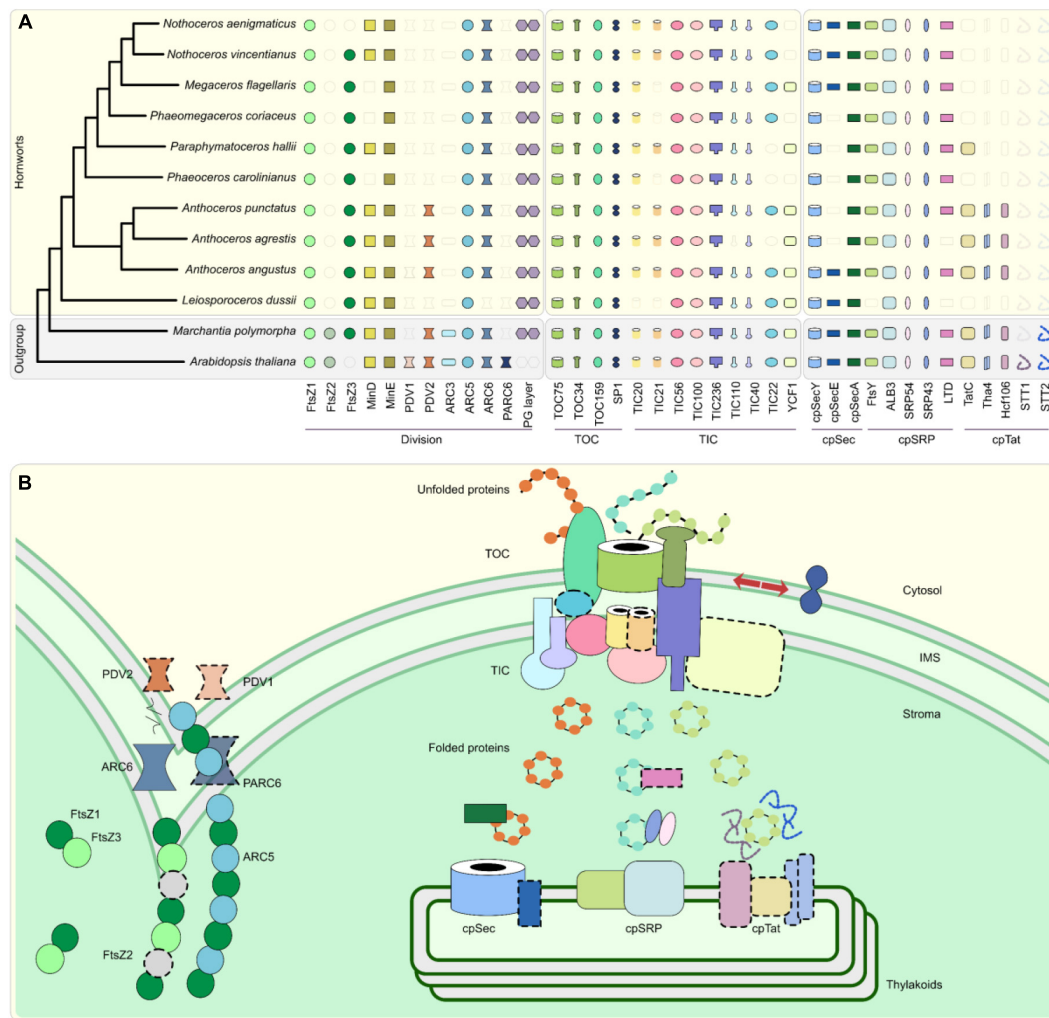 A
Hornworts
Outgroup
Nothoceros aenigmaticus
Nothoceros vincentianus
Megaceros flagellaris
Phaeomegaceros coriaceus
Paraphymatoceros hallii
Phaeoceros carolinianus
Anthoceros punctatus
Anthoceros agrestis
Anthoceros angustus
Leiosporoceros dussii
Marchantia polymorpha
Arabidopsis thaliana
FtsZ1
FtsZ2
FtsZ3
MinD
MinE
PDV1
PDV2
ARC3
ARC5
ARC6
PARC6
PG layer
TOC75
TOC34
TOC159
SP1
TIC20
TIC21
TIC56
TIC100
TIC236
TIC110
TIC40
TIC22
YCF1
cpSecY
cpSecE
cpSecA
FtsY
ALB3
SRP54
SRP43
LTD
TatC
Tha4
Hcf106
STT1
STT2
Division
TOC
TIC
cpSec
cpSRP
cpTat
B
Unfolded proteins
TOC
Cytosol
IMS
TIC
Stroma
PDV2
PDV1
Folded proteins
ARC6
PARC6
FtsZ1
FtsZ3
ARC5
cpSec
cpSRP
cpTat
FtsZ2
Thylakoids